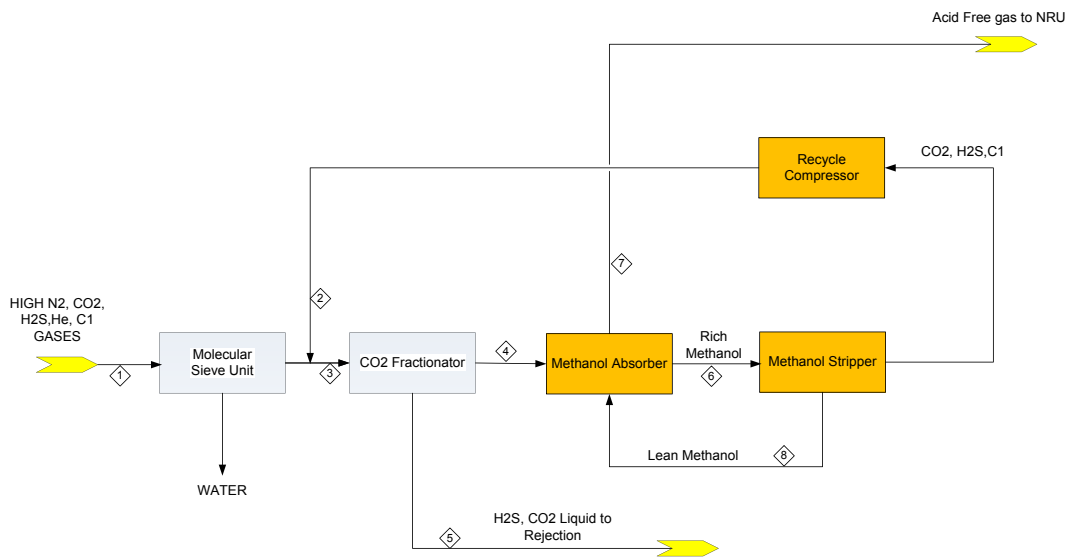 Acid Free gas to NRU
Recycle
Compressor
CO2, H2S,C1
7
2
HIGH N2, CO2,
H2S,He, C1
GASES
1
Molecular
Sieve Unit
3
CO2 Fractionator
4
Methanol Absorber
Rich
Methanol
6
Methanol Stripper
Lean Methanol
8
WATER
5
H2S, CO2 Liquid to
Rejection